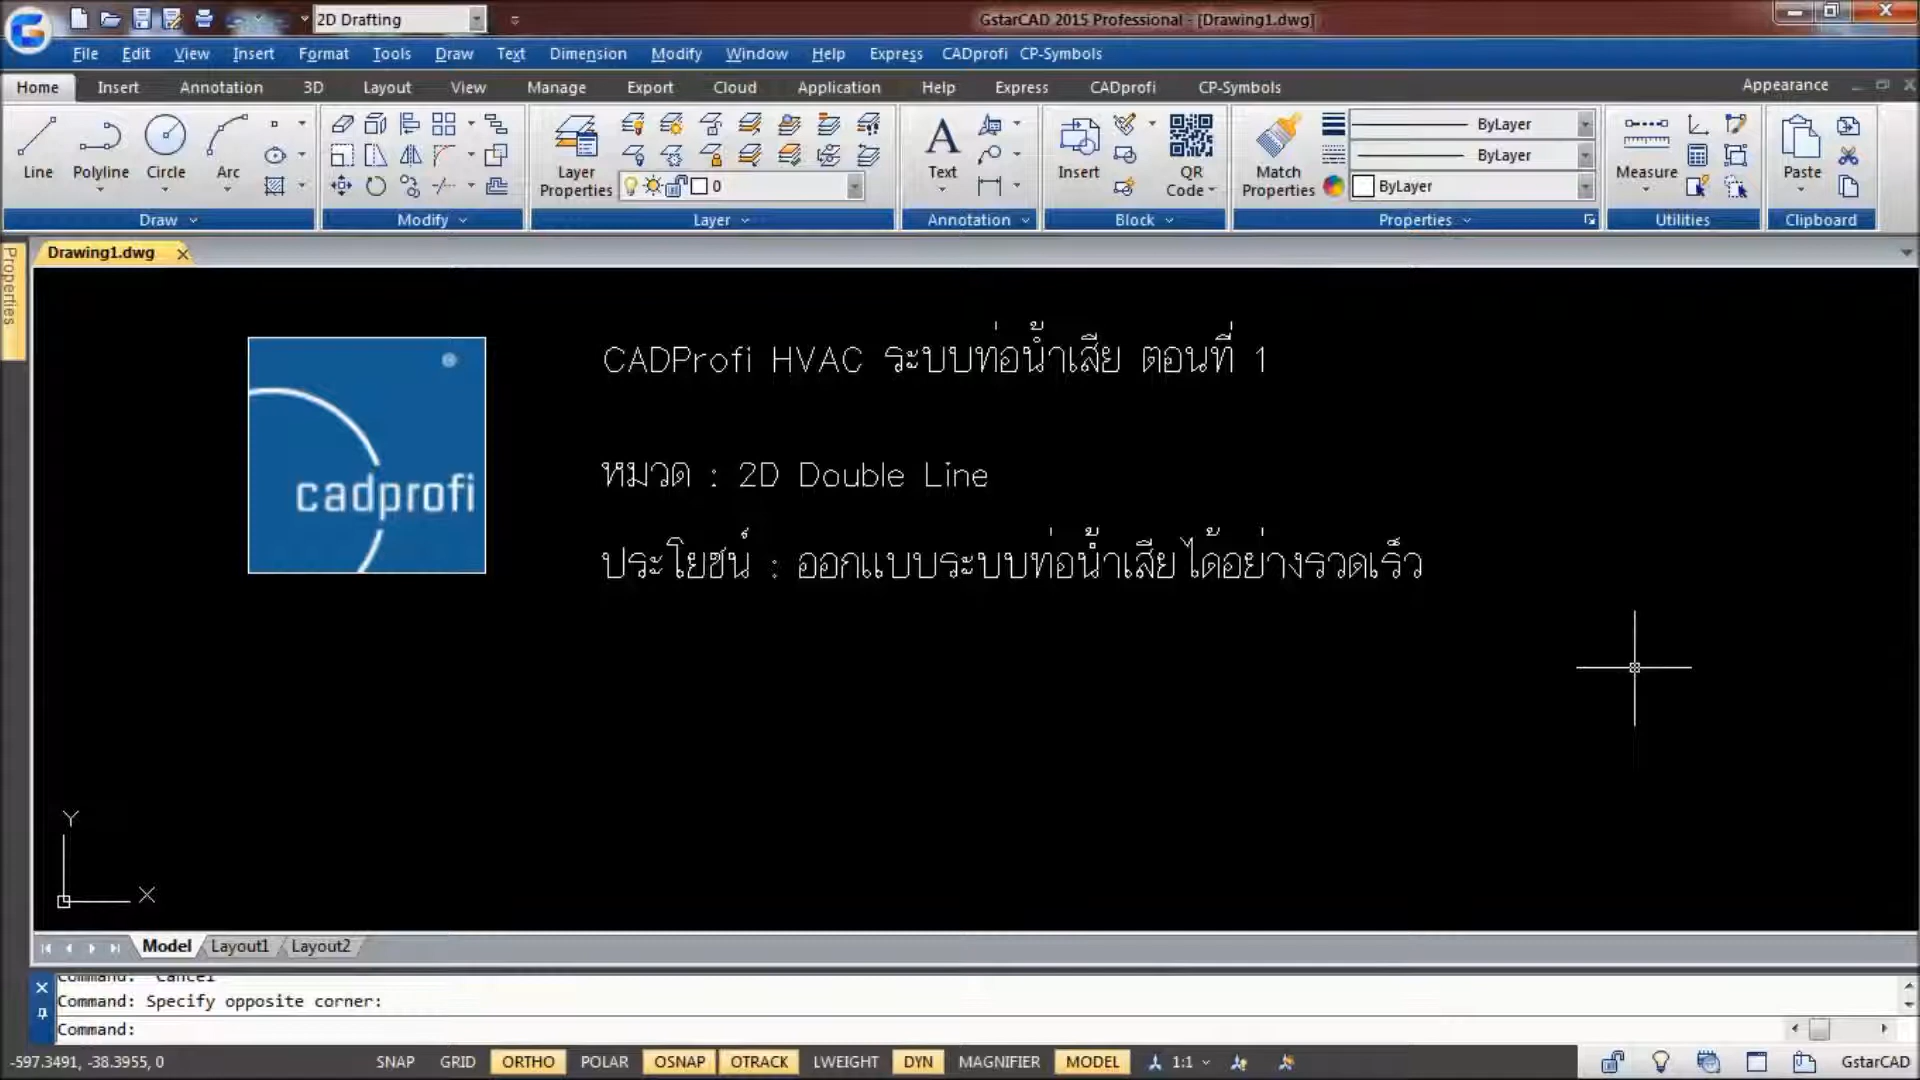 2D Drafting
GstarCAD 2015 Professional - [Drawing1.dwg]
File Edit View Insert Format Tools Draw Text Dimension Modify Window Help Express CADprofi CP-Symbols
Home Insert Annotation 3D Layout View Manage Export Cloud Application Help Express CADprofi CP-Symbols Appearance
Line Polyline Circle Arc
Layer Properties
0
Text
Insert
QR Code
Match Properties
ByLayer
ByLayer
ByLayer
Measure
Paste
Draw Modify Layer Annotation Block Properties Utilities Clipboard
Properties
Drawing1.dwg
cadprofi
CADProfi HVAC ระบบท่อน้ำเสีย ตอนที่ 1
หมวด : 2D Double Line
ประโยชน์ : ออกแบบระบบท่อน้ำเสียได้อย่างรวดเร็ว
Y
X
Model Layout1 Layout2
Command: Cancel
Command: Specify opposite corner:
Command:
-597.3491, -38.3955, 0 SNAP GRID ORTHO POLAR OSNAP OTRACK LWEIGHT DYN MAGNIFIER MODEL 1:1 GstarCAD